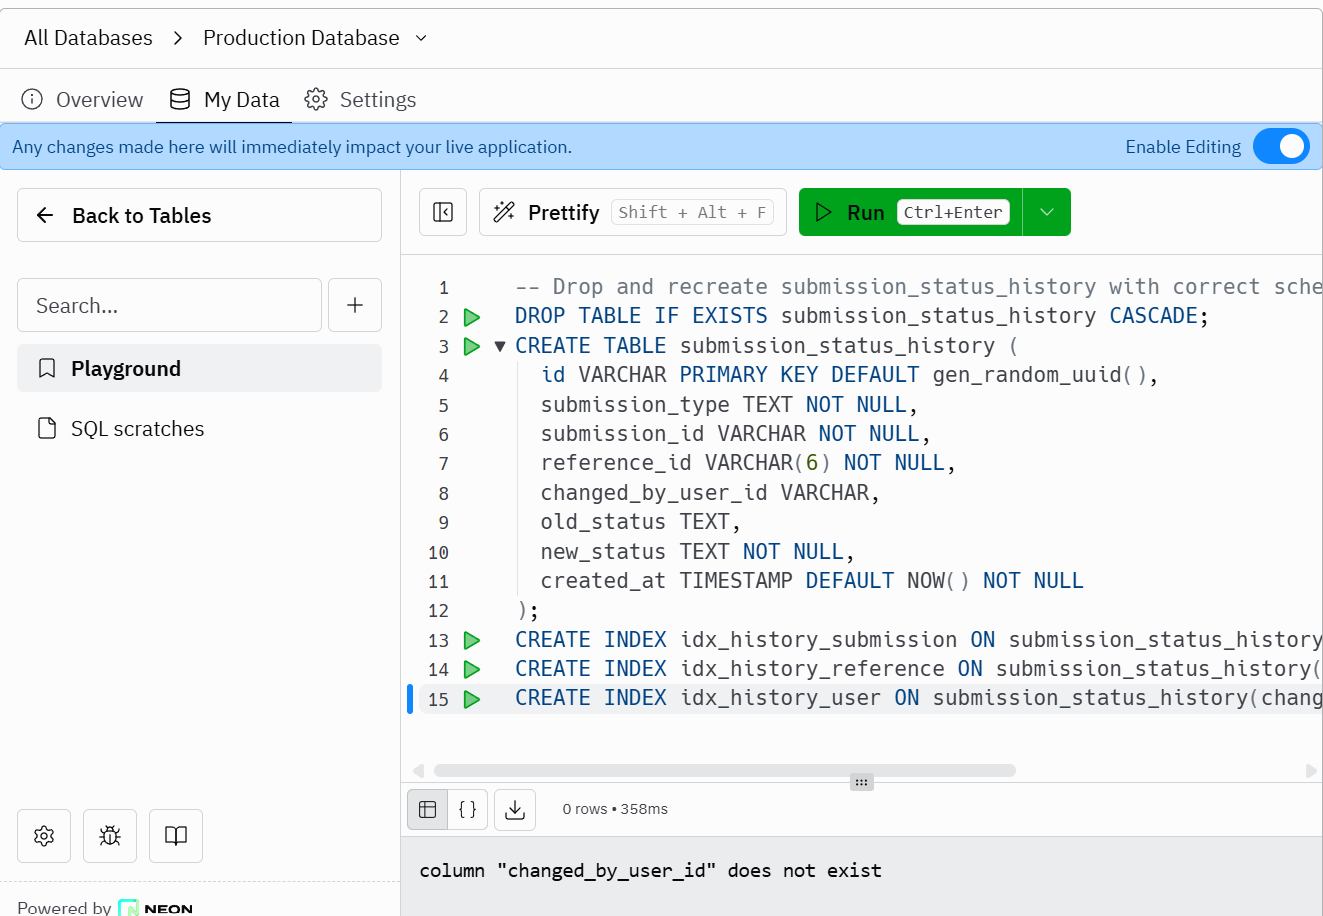 All Databases > Production Database
Overview My Data Settings
Any changes made here will immediately impact your live application. Enable Editing
Back to Tables
Prettify Shift + Alt + F Run Ctrl+Enter
Search...
Playground
SQL scratches
1 -- Drop and recreate submission_status_history with correct sche
2 DROP TABLE IF EXISTS submission_status_history CASCADE;
3 CREATE TABLE submission_status_history (
4 id VARCHAR PRIMARY KEY DEFAULT gen_random_uuid(),
5 submission_type TEXT NOT NULL,
6 submission_id VARCHAR NOT NULL,
7 reference_id VARCHAR(6) NOT NULL,
8 changed_by_user_id VARCHAR,
9 old_status TEXT,
10 new_status TEXT NOT NULL,
11 created_at TIMESTAMP DEFAULT NOW() NOT NULL
12 );
13 CREATE INDEX idx_history_submission ON submission_status_history
14 CREATE INDEX idx_history_reference ON submission_status_history(
15 CREATE INDEX idx_history_user ON submission_status_history(chang
{ }
0 rows • 358ms
column "changed_by_user_id" does not exist
Powered by NEON